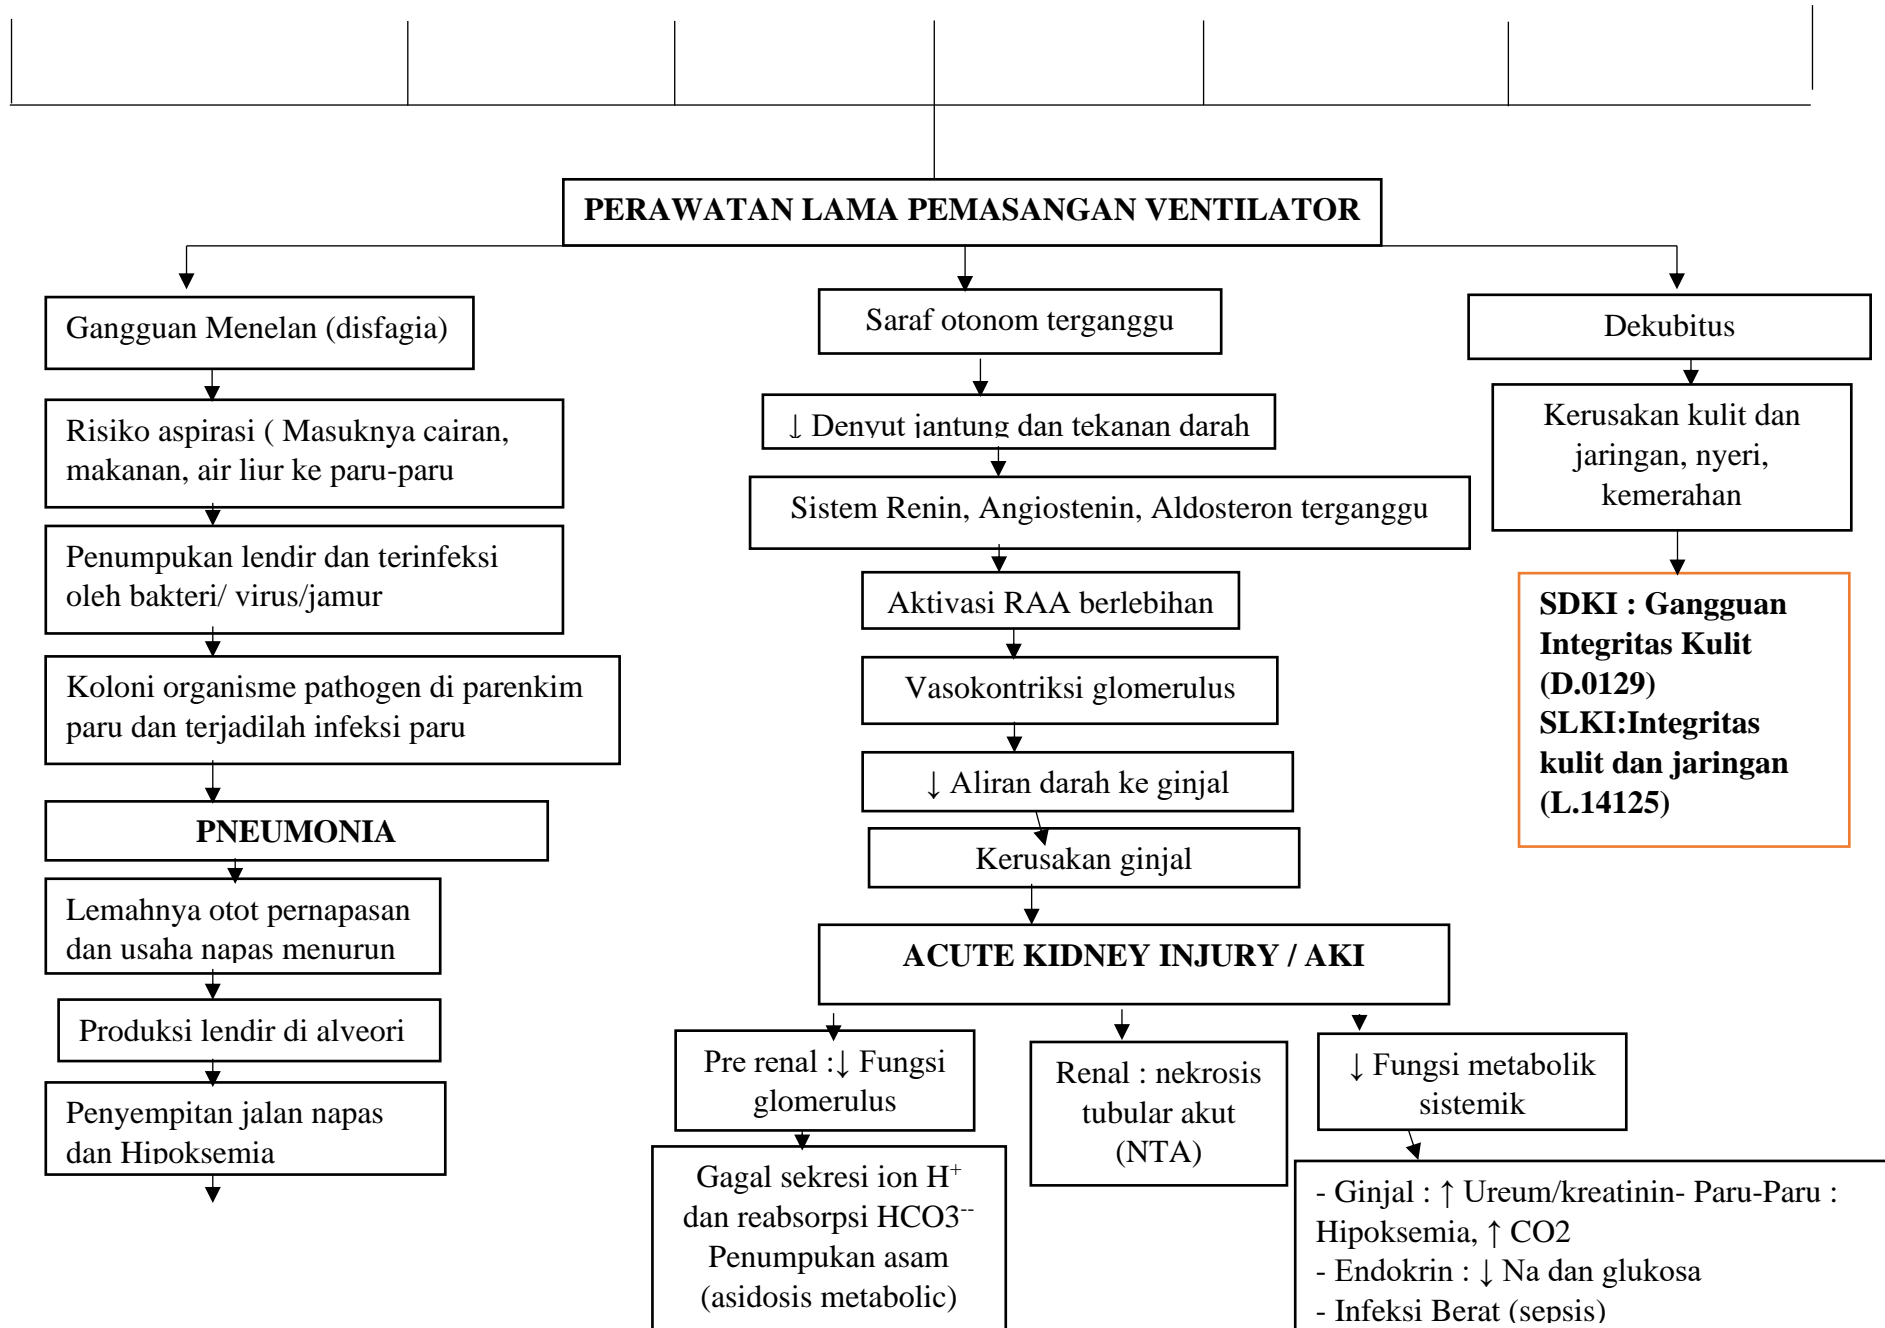 PERAWATAN LAMA PEMASANGAN VENTILATOR
Gangguan Menelan (disfagia)
Risiko aspirasi ( Masuknya cairan,
makanan, air liur ke paru-paru
Penumpukan lendir dan terinfeksi
oleh bakteri/ virus/jamur
Koloni organisme pathogen di parenkim
paru dan terjadilah infeksi paru
PNEUMONIA
Lemahnya otot pernapasan
dan usaha napas menurun
Produksi lendir di alveori
Penyempitan jalan napas
dan Hipoksemia
Saraf otonom terganggu
↓ Denyut jantung dan tekanan darah
Sistem Renin, Angiostenin, Aldosteron terganggu
Aktivasi RAA berlebihan
Vasokontriksi glomerulus
↓ Aliran darah ke ginjal
Kerusakan ginjal
ACUTE KIDNEY INJURY / AKI
Pre renal :↓ Fungsi
glomerulus
Gagal sekresi ion H⁺
dan reabsorpsi HCO3⁻⁻
Penumpukan asam
(asidosis metabolic)
Renal : nekrosis
tubular akut
(NTA)
↓ Fungsi metabolik
sistemik
- Ginjal : ↑ Ureum/kreatinin- Paru-Paru :
Hipoksemia, ↑ CO2
- Endokrin : ↓ Na dan glukosa
- Infeksi Berat (sepsis)
Dekubitus
Kerusakan kulit dan
jaringan, nyeri,
kemerahan
SDKI : Gangguan
Integritas Kulit
(D.0129)
SLKI:Integritas
kulit dan jaringan
(L.14125)